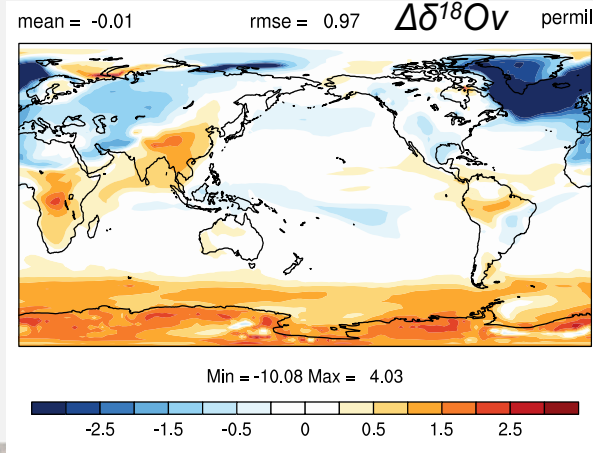 mean = -0.01 rmse = 0.97 Δδ¹⁸Ov permil
Min = -10.08 Max = 4.03
-2.5 -1.5 -0.5 0 0.5 1.5 2.5